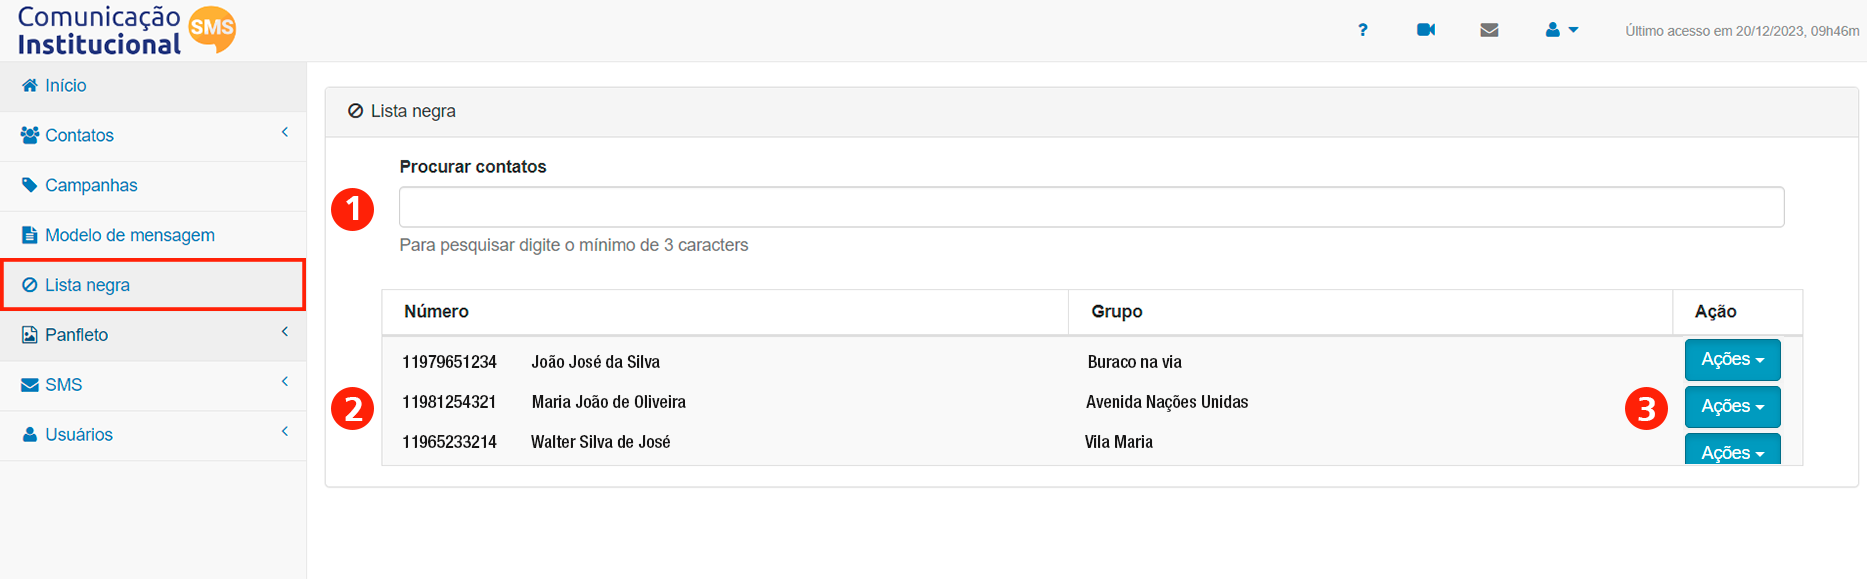 Comunicação
Institucional
SMS
?
Último acesso em 20/12/2023, 09h46m
Início
Contatos
Campanhas
Modelo de mensagem
Lista negra
Panfleto
SMS
Usuários
Lista negra
Procurar contatos
1
Para pesquisar digite o mínimo de 3 caracters
Número Grupo Ação
11979651234 João José da Silva Buraco na via Ações
2 11981254321 Maria João de Oliveira Avenida Nações Unidas 3 Ações
11965233214 Walter Silva de José Vila Maria Ações